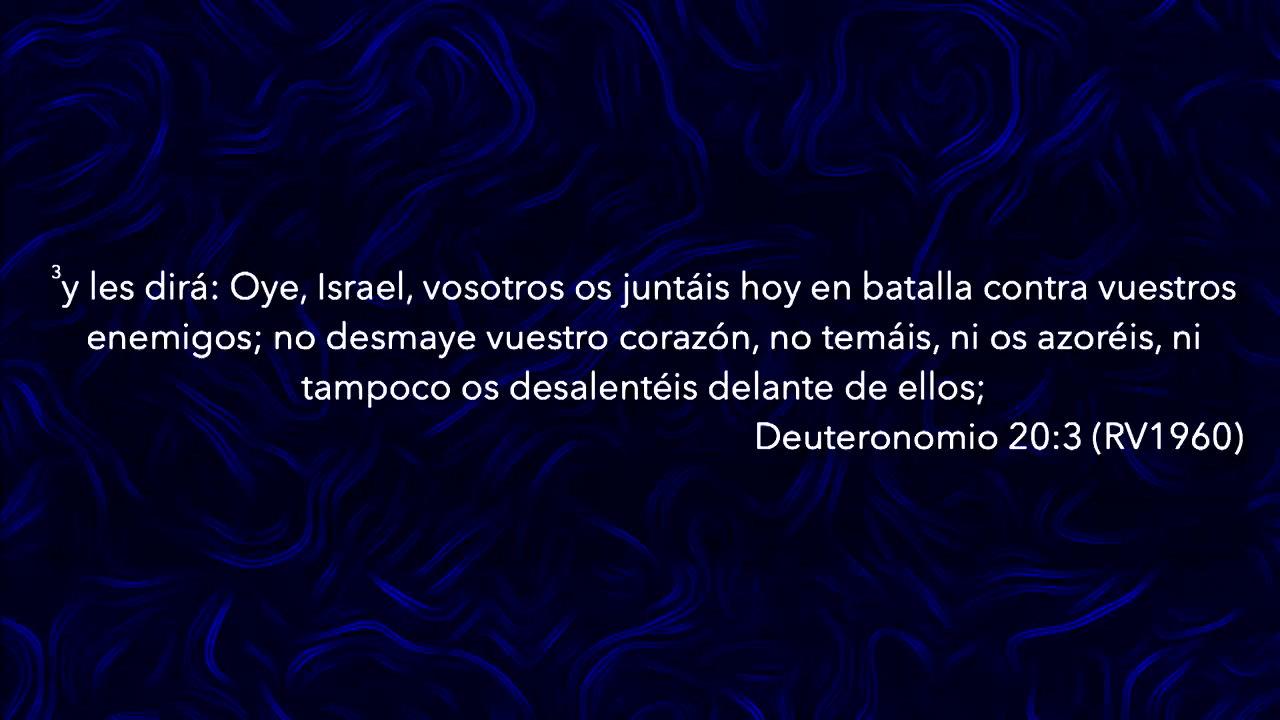 ³y les dirá: Oye, Israel, vosotros os juntáis hoy en batalla contra vuestros
enemigos; no desmaye vuestro corazón, no temáis, ni os azoréis, ni
tampoco os desalentéis delante de ellos;
Deuteronomio 20:3 (RV1960)